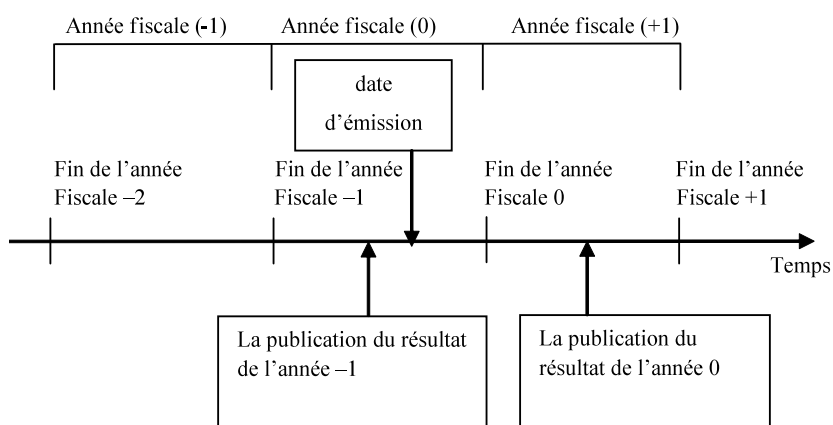 Année fiscale (-1)
Année fiscale (0)
Année fiscale (+1)
date
d’émission
Fin de l’année
Fiscale –2
Fin de l’année
Fiscale –1
Fin de l’année
Fiscale 0
Fin de l’année
Fiscale +1
Temps
La publication du résultat
de l’année –1
La publication du
résultat de l’année 0